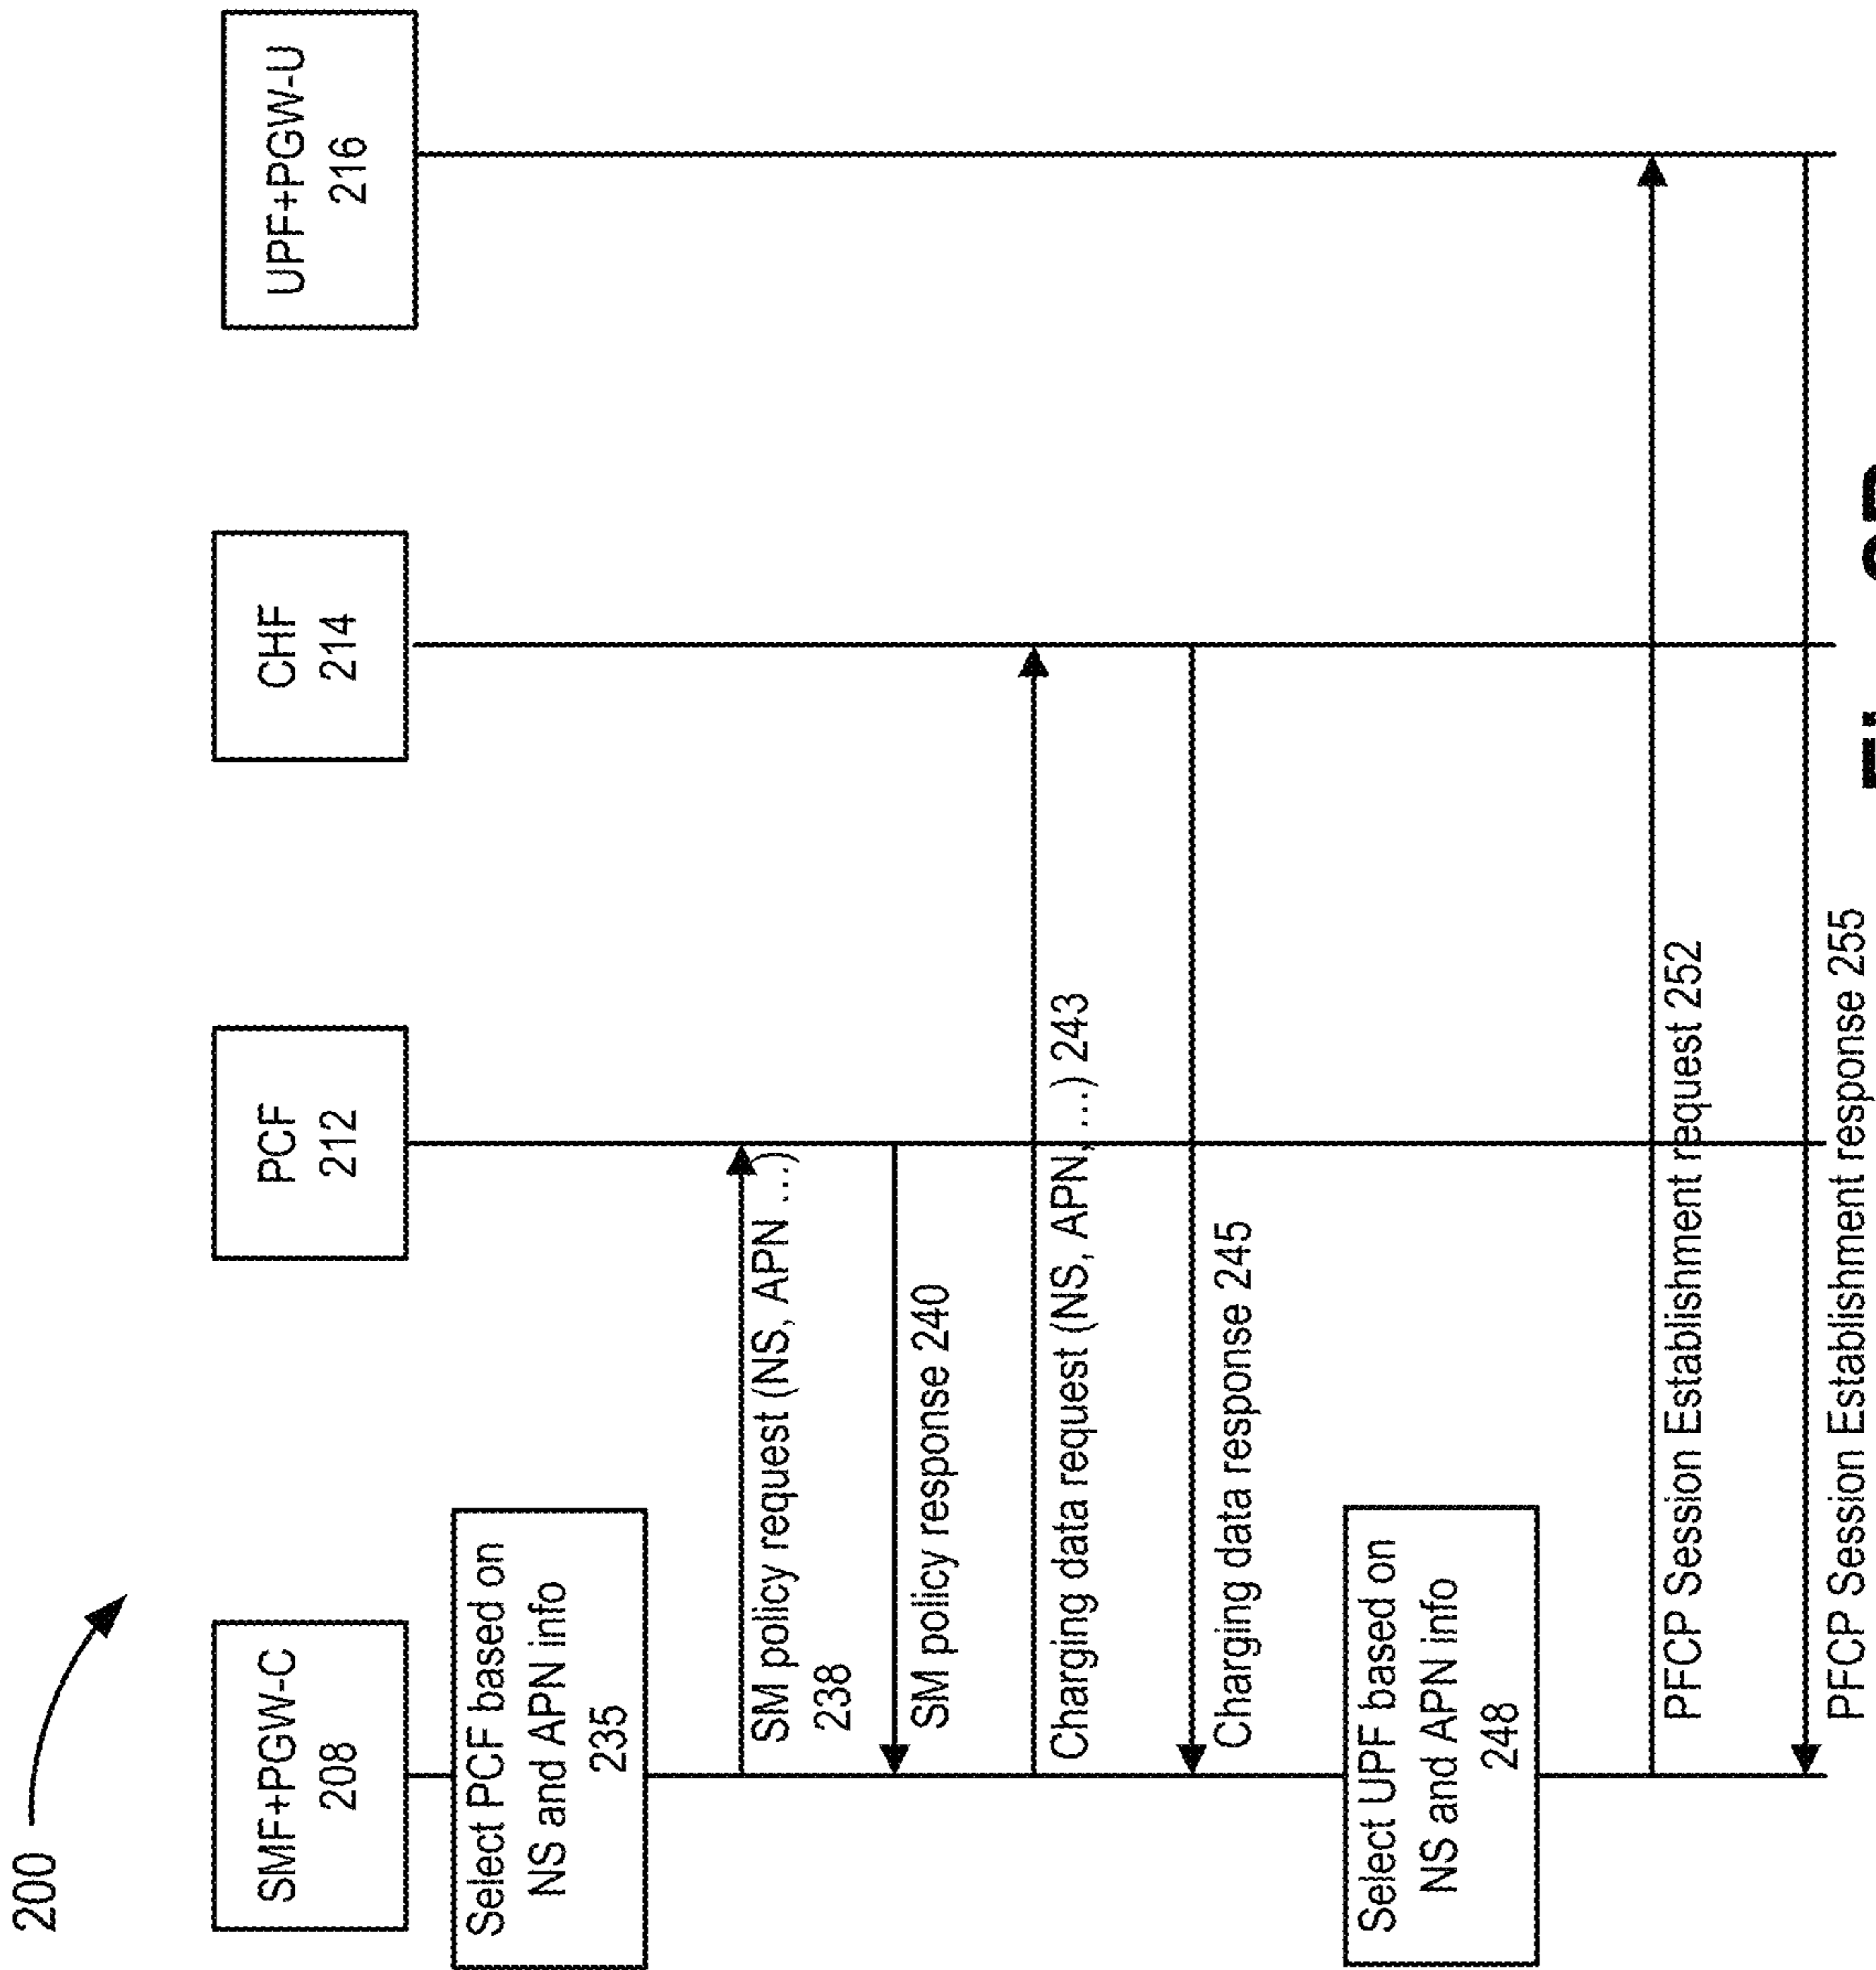 200
SMF+PGW-C
208
PCF
212
CHF
214
UPF+PGW-U
216
Select PCF based on
NS and APN info
235
SM policy request (NS, APN ...)
238
SM policy response 240
Charging data request (NS, APN, ...) 243
Charging data response 245
Select UPF based on
NS and APN info
248
PFCP Session Establishment request 252
PFCP Session Establishment response 255